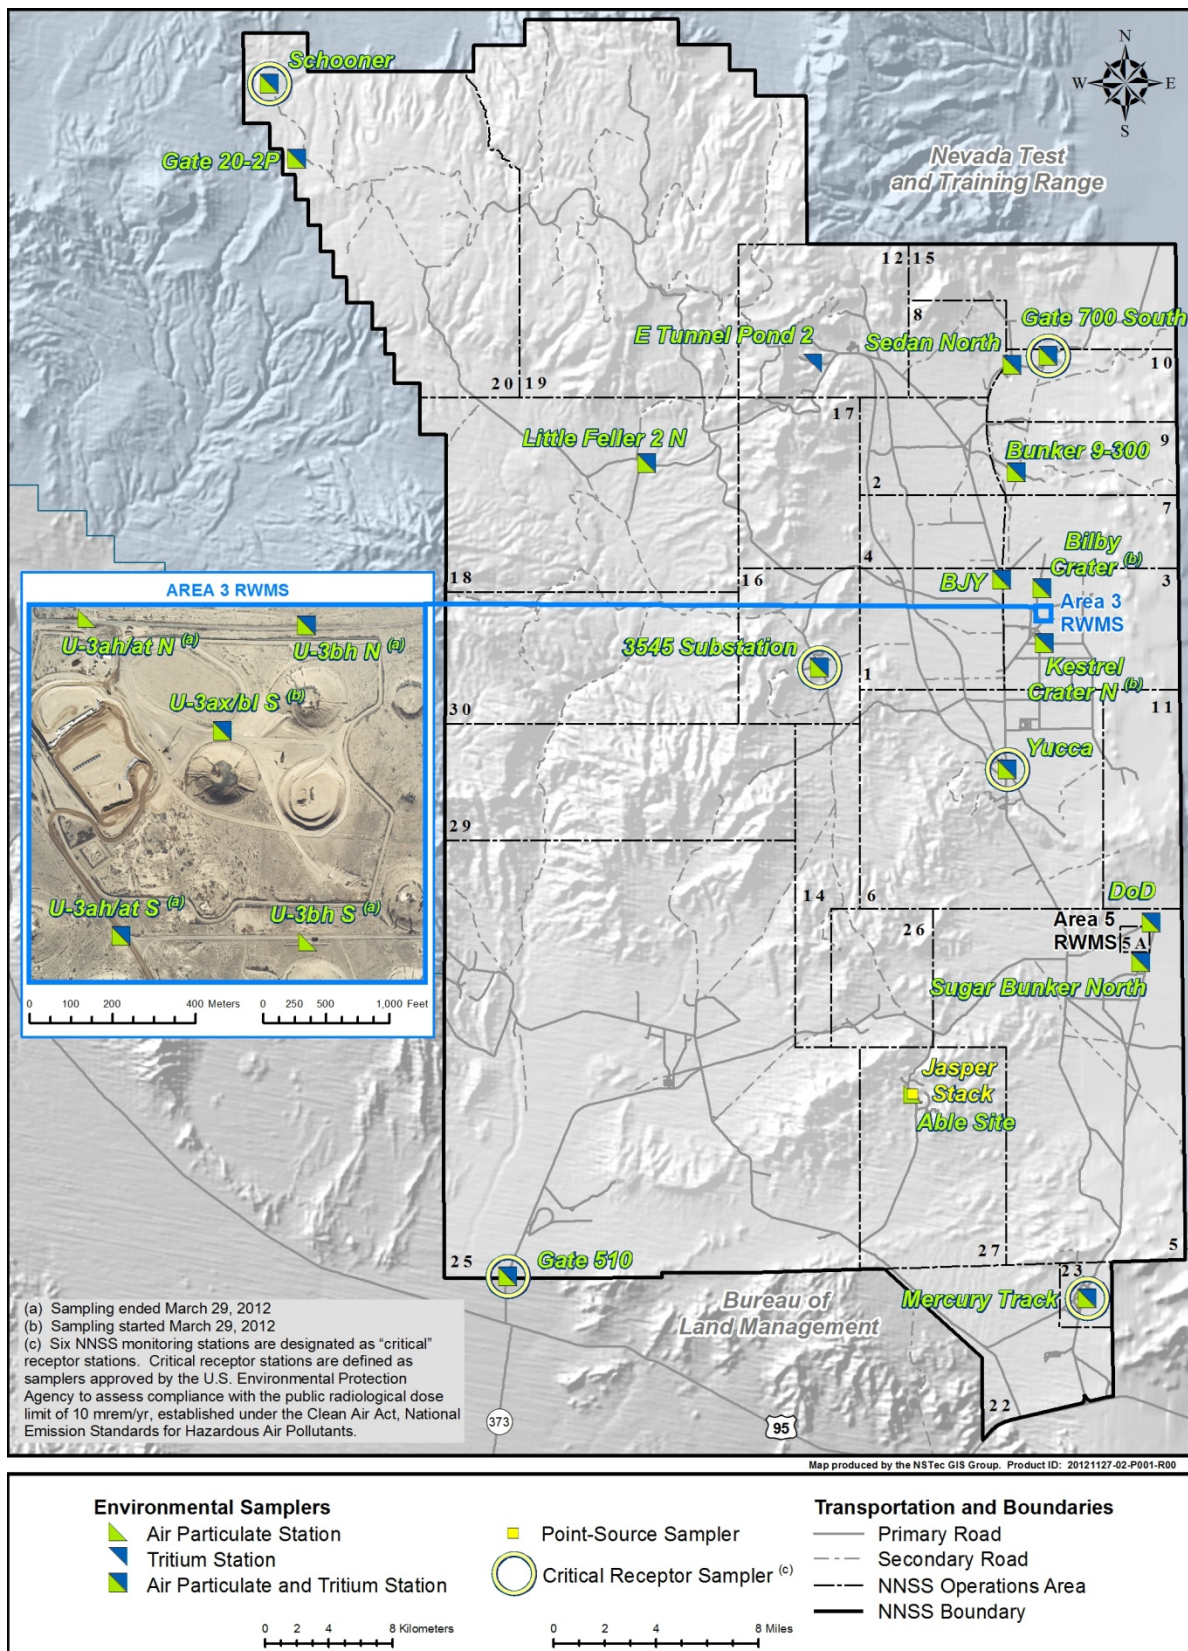 Schooner
Gate 20-2P
N
W
E
S
Nevada Test
and Training Range
12
15
8
Gate 700 South
E Tunnel Pond 2
Sedan North
10
20
19
17
9
Little Feller 2 N
Bunker 9-300
2
7
4
Bilby
Crater (b)
18
16
BJY
3
AREA 3 RWMS
Area 3
RWMS
U-3ah/at N (a)
U-3bh N (a)
3545 Substation
1
Kestrel
Crater N (b)
U-3ax/bl S (b)
30
11
Yucca
29
14
6
DoD
U-3ah/at S (a)
U-3bh S (a)
26
Area 5
RWMS
5A
Sugar Bunker North
0 100 200 400 Meters
0 250 500 1,000 Feet
Jasper
Stack
Able Site
25
Gate 510
27
5
23
Mercury Track
Bureau of
Land Management
22
(a) Sampling ended March 29, 2012
(b) Sampling started March 29, 2012
(c) Six NNSS monitoring stations are designated as “critical”
receptor stations. Critical receptor stations are defined as
samplers approved by the U.S. Environmental Protection
Agency to assess compliance with the public radiological dose
limit of 10 mrem/yr, established under the Clean Air Act, National
Emission Standards for Hazardous Air Pollutants.
373
95
Map produced by the NSTec GIS Group. Product ID: 20121127-02-P001-R00
Environmental Samplers
Air Particulate Station
Tritium Station
Air Particulate and Tritium Station
Point-Source Sampler
Critical Receptor Sampler (c)
Transportation and Boundaries
Primary Road
Secondary Road
NNSS Operations Area
NNSS Boundary
0 2 4 8 Kilometers
0 2 4 8 Miles